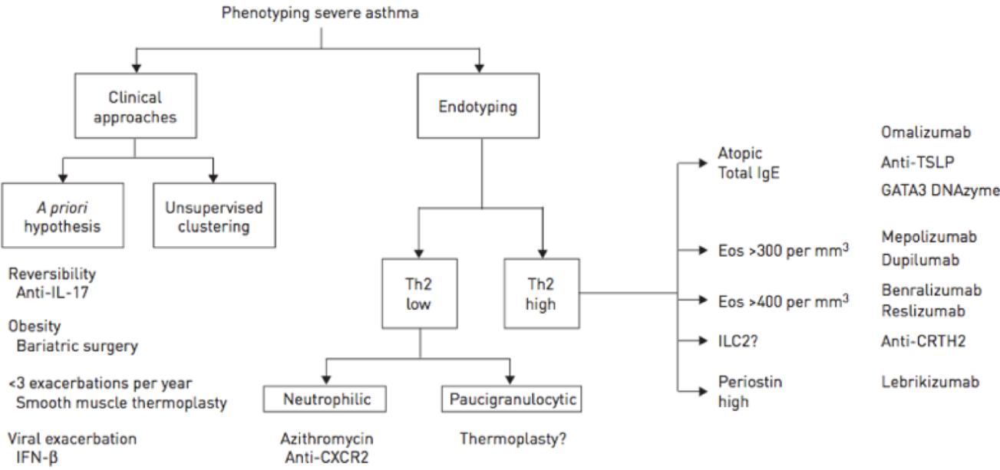 Phenotyping severe asthma
Clinical
approaches
Endotyping
A priori
hypothesis
Unsupervised
clustering
Reversibility
Anti-IL-17
Obesity
Bariatric surgery
<3 exacerbations per year
Smooth muscle thermoplasty
Viral exacerbation
IFN-β
Th2
low
Th2
high
Neutrophilic
Azithromycin
Anti-CXCR2
Paucigranulocytic
Thermoplasty?
Atopic
Total IgE
Omalizumab
Anti-TSLP
GATA3 DNAzyme
Eos >300 per mm³
Mepolizumab
Dupilumab
Eos >400 per mm³
Benralizumab
Reslizumab
ILC2?
Anti-CRTH2
Periostin
high
Lebrikizumab